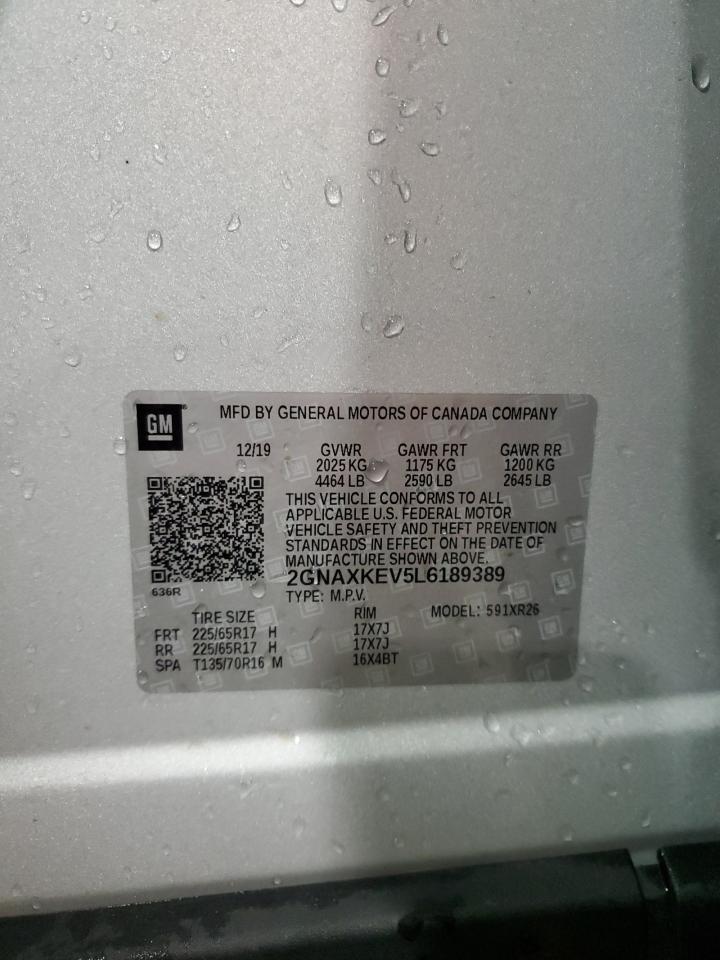 GM
MFD BY GENERAL MOTORS OF CANADA COMPANY
12/19 GVWR GAWR FRT GAWR RR
2025 KG 1175 KG 1200 KG
4464 LB 2590 LB 2645 LB
THIS VEHICLE CONFORMS TO ALL
APPLICABLE U.S. FEDERAL MOTOR
VEHICLE SAFETY AND THEFT PREVENTION
STANDARDS IN EFFECT ON THE DATE OF
MANUFACTURE SHOWN ABOVE.
2GNAXKEV5L6189389
636R
TYPE: M.P.V.
TIRE SIZE RIM MODEL: 591XR26
FRT 225/65R17 H 17X7J
RR 225/65R17 H 17X7J
SPA T135/70R16 M 16X4BT